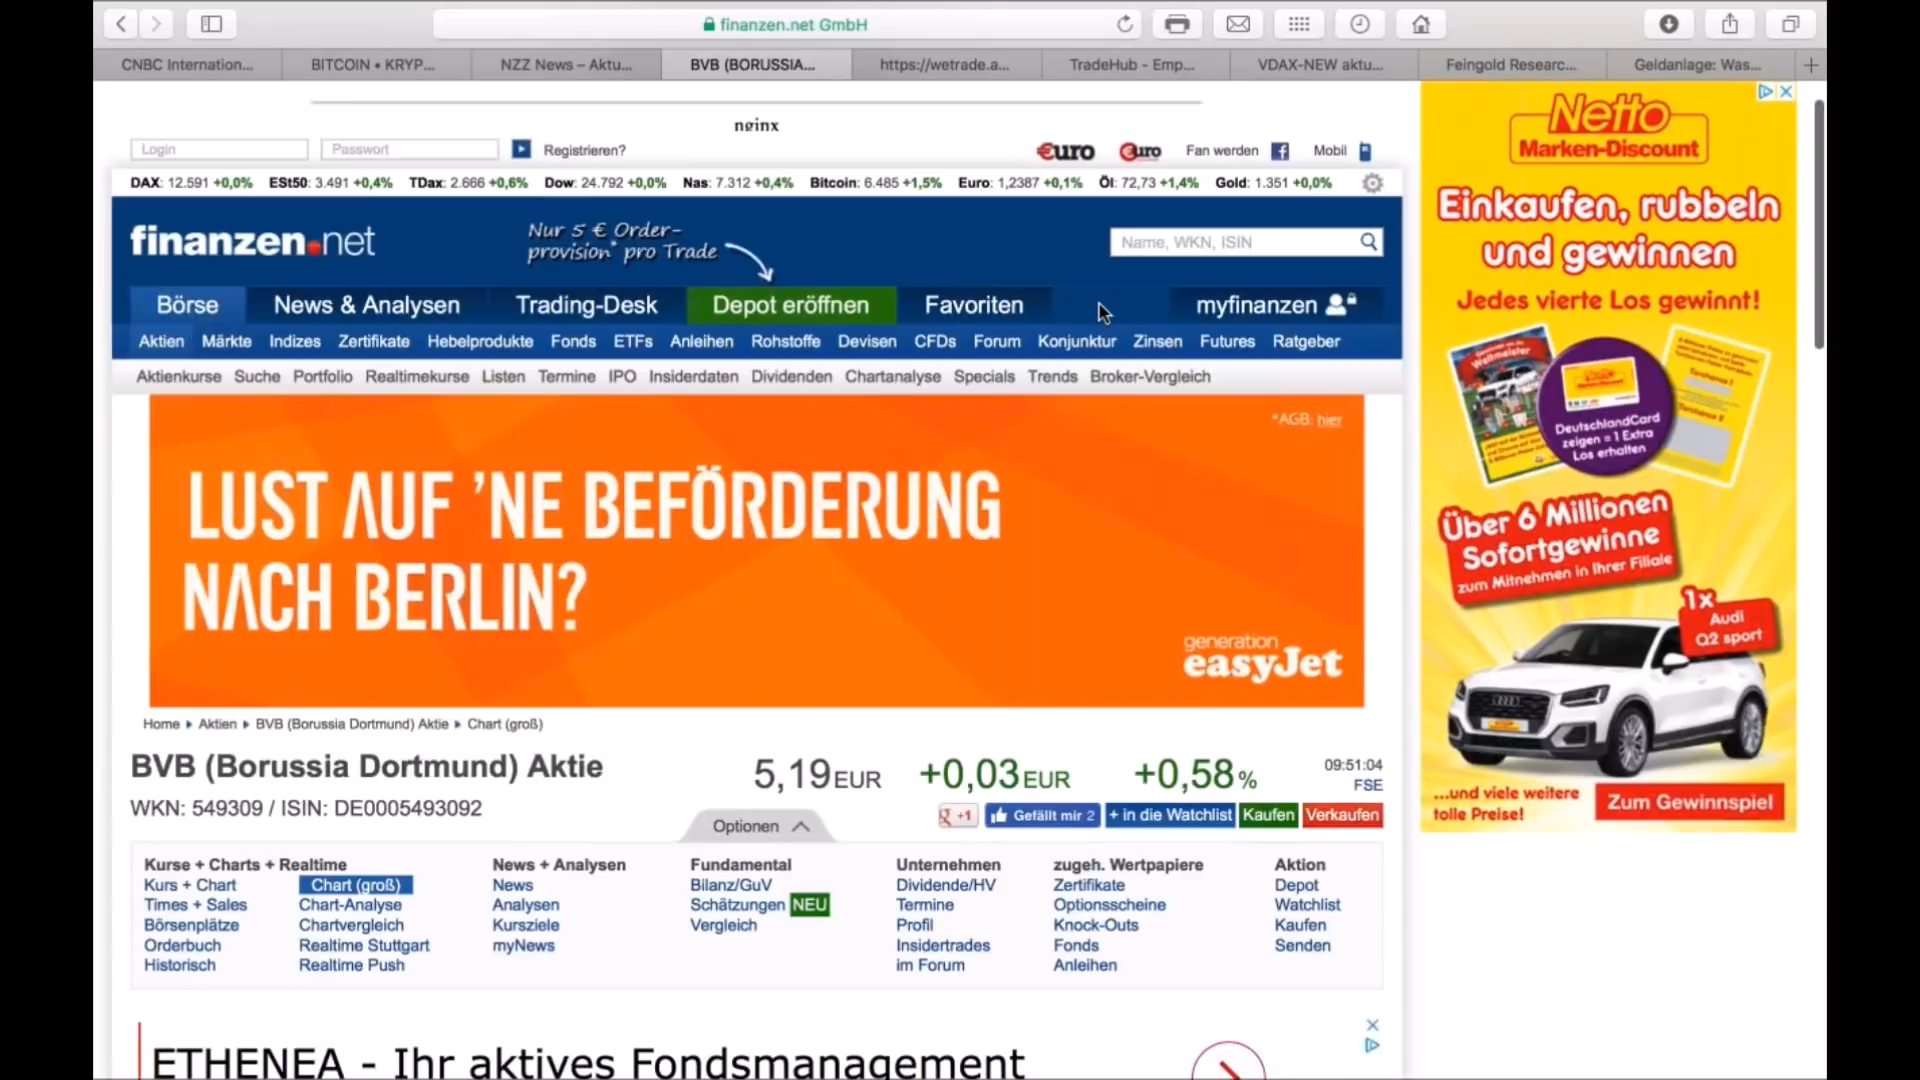 finanzen.net GmbH
CNBC Internation...
BITCOIN • KRYP...
NZZ News – Aktu...
BVB (BORUSSIA...
https://wetrade.a...
TradeHub - Emp...
VDAX-NEW aktu...
Feingold Researc...
Geldanlage: Was...
nginx
Login
Passwort
Registrieren?
€uro
€uro
Fan werden
Mobil
DAX: 12.591 +0,0% ESt50: 3.491 +0,4% TDax: 2.666 +0,6% Dow: 24.792 +0,0% Nas: 7.312 +0,4% Bitcoin: 6.485 +1,5% Euro: 1,2387 +0,1% Öl: 72,73 +1,4% Gold: 1.351 +0,0%
finanzen.net
Nur 5 € Order-
provision* pro Trade
Name, WKN, ISIN
Börse News & Analysen Trading-Desk Depot eröffnen Favoriten myfinanzen
Aktien Märkte Indizes Zertifikate Hebelprodukte Fonds ETFs Anleihen Rohstoffe Devisen CFDs Forum Konjunktur Zinsen Futures Ratgeber
Aktienkurse Suche Portfolio Realtimekurse Listen Termine IPO Insiderdaten Dividenden Chartanalyse Specials Trends Broker-Vergleich
*AGB: hier
LUST AUF 'NE BEFÖRDERUNG
NACH BERLIN?
generation
easyJet
Home ▸ Aktien ▸ BVB (Borussia Dortmund) Aktie ▸ Chart (groß)
BVB (Borussia Dortmund) Aktie
5,19 EUR +0,03 EUR +0,58 %
09:51:04
FSE
WKN: 549309 / ISIN: DE0005493092
Optionen
+1
Gefällt mir 2
+ in die Watchlist
Kaufen
Verkaufen
Kurse + Charts + Realtime
Kurs + Chart
Times + Sales
Börsenplätze
Orderbuch
Historisch
Chart (groß)
Chart-Analyse
Chartvergleich
Realtime Stuttgart
Realtime Push
News + Analysen
News
Analysen
Kursziele
myNews
Fundamental
Bilanz/GuV
Schätzungen NEU
Vergleich
Unternehmen
Dividende/HV
Termine
Profil
Insidertrades
im Forum
zugeh. Wertpapiere
Zertifikate
Optionsscheine
Knock-Outs
Fonds
Anleihen
Aktion
Depot
Watchlist
Kaufen
Senden
ETHENEA - Ihr aktives Fondsmanagement
Netto
Marken-Discount
Einkaufen, rubbeln
und gewinnen
Jedes vierte Los gewinnt!
DeutschlandCard
zeigen = 1 Extra
Los erhalten
Über 6 Millionen
Sofortgewinne
zum Mitnehmen in Ihrer Filiale
1x
Audi
Q2 sport
...und viele weitere
tolle Preise!
Zum Gewinnspiel